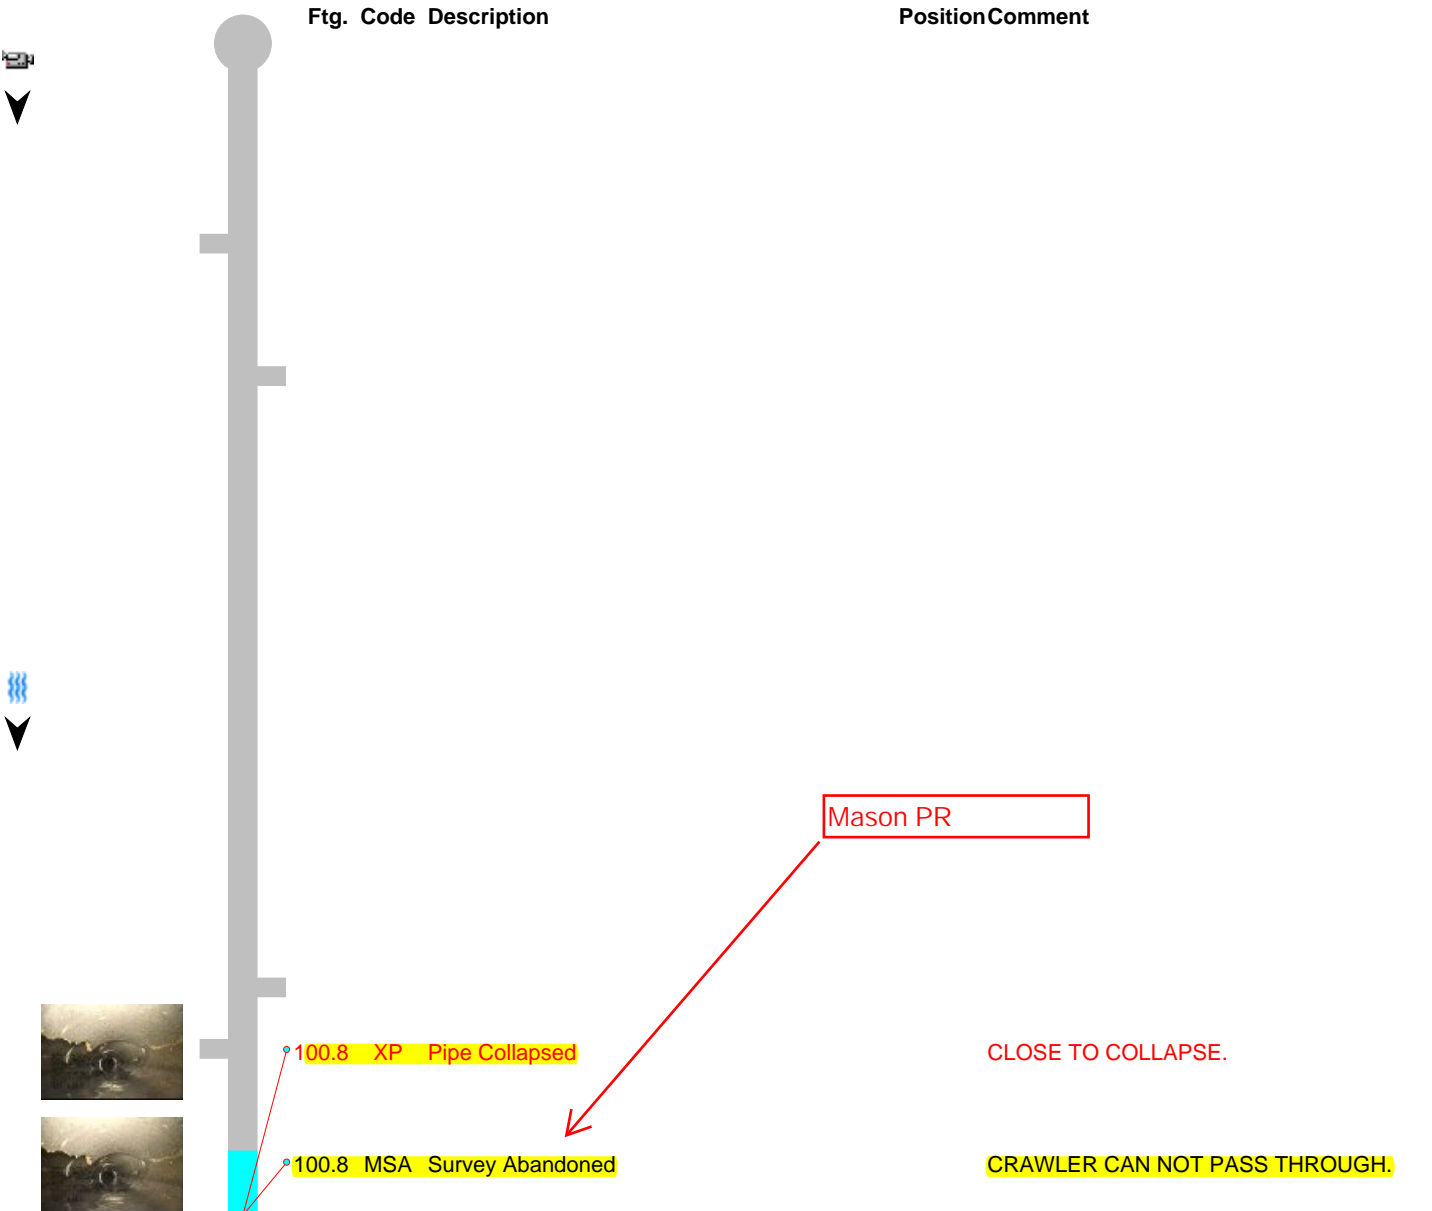 Ftg. Code Description Position Comment
Mason PR
100.8 XP Pipe Collapsed CLOSE TO COLLAPSE.
100.8 MSA Survey Abandoned CRAWLER CAN NOT PASS THROUGH.